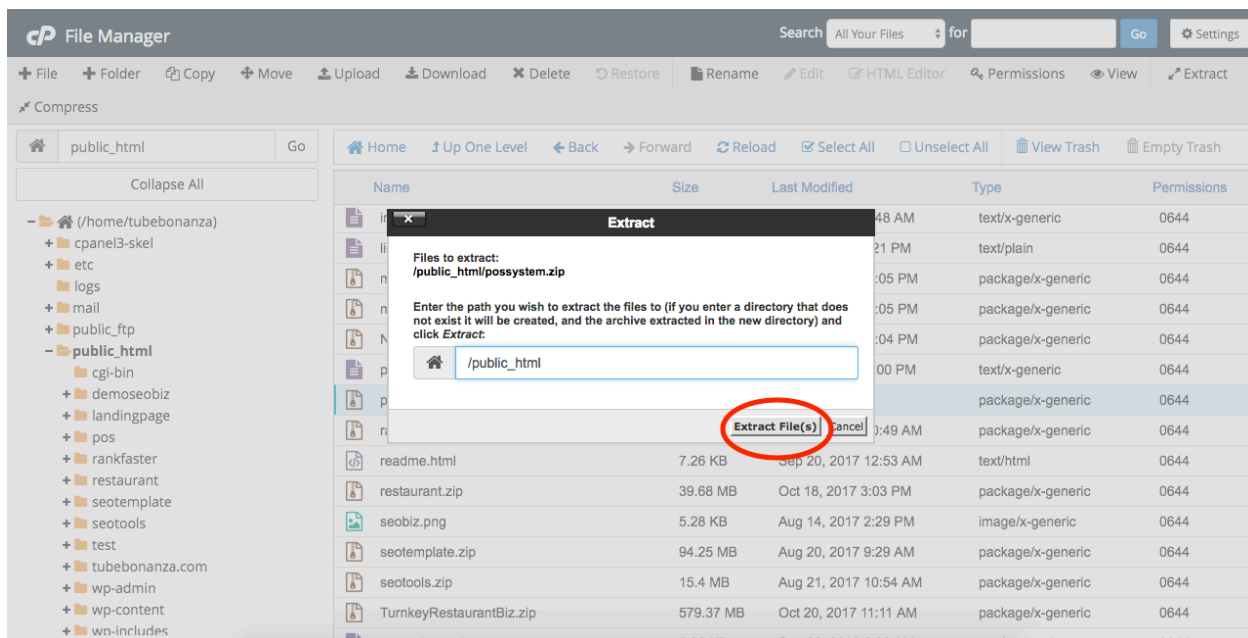 cP File Manager
Search All Your Files for Go Settings
File Folder Copy Move Upload Download Delete Restore Rename Edit HTML Editor Permissions View Extract
Compress
public_html Go Home Up One Level Back Forward Reload Select All Unselect All View Trash Empty Trash
Collapse All
Name Size Last Modified Type Permissions
(/home/tubebonanza)
cpanel3-skel
etc
logs
mail
public_ftp
public_html
cgi-bin
demoseobiz
landingpage
pos
rankfaster
restaurant
seotemplate
seotools
test
tubebonanza.com
wp-admin
wp-content
wp-includes
48 AM text/x-generic 0644
21 PM text/plain 0644
:05 PM package/x-generic 0644
:05 PM package/x-generic 0644
:04 PM package/x-generic 0644
00 PM text/x-generic 0644
package/x-generic 0644
0:49 AM package/x-generic 0644
Extract
Files to extract:
/public_html/possystem.zip
Enter the path you wish to extract the files to (if you enter a directory that does
not exist it will be created, and the archive extracted in the new directory) and
click Extract:
/public_html
Extract File(s) Cancel
readme.html 7.26 KB Sep 20, 2017 12:53 AM text/html 0644
restaurant.zip 39.68 MB Oct 18, 2017 3:03 PM package/x-generic 0644
seobiz.png 5.28 KB Aug 14, 2017 2:29 PM image/x-generic 0644
seotemplate.zip 94.25 MB Aug 20, 2017 9:29 AM package/x-generic 0644
seotools.zip 15.4 MB Aug 21, 2017 10:54 AM package/x-generic 0644
TurnkeyRestaurantBiz.zip 579.37 MB Oct 20, 2017 11:11 AM package/x-generic 0644